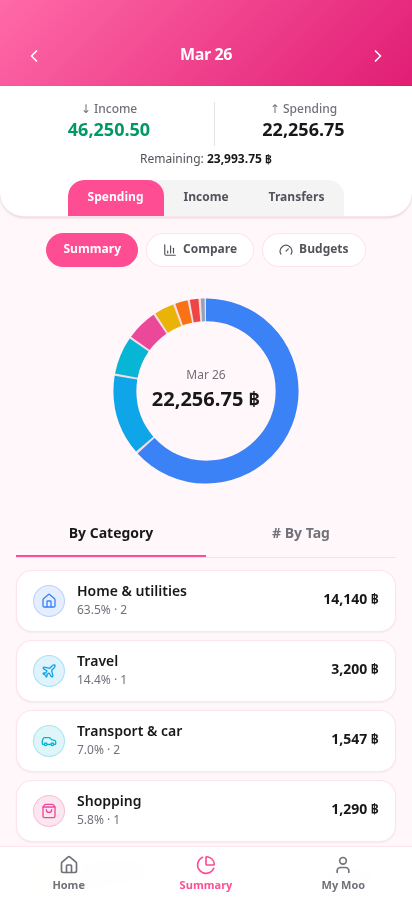 Mar 26
↓ Income
46,250.50
↑ Spending
22,256.75
Remaining: 23,993.75 ฿
Spending
Income
Transfers
Summary
Compare
Budgets
Mar 26
22,256.75 ฿
By Category
# By Tag
Home & utilities
14,140 ฿
63.5% · 2
Travel
3,200 ฿
14.4% · 1
Transport & car
1,547 ฿
7.0% · 2
Shopping
1,290 ฿
5.8% · 1
Home
Summary
My Moo